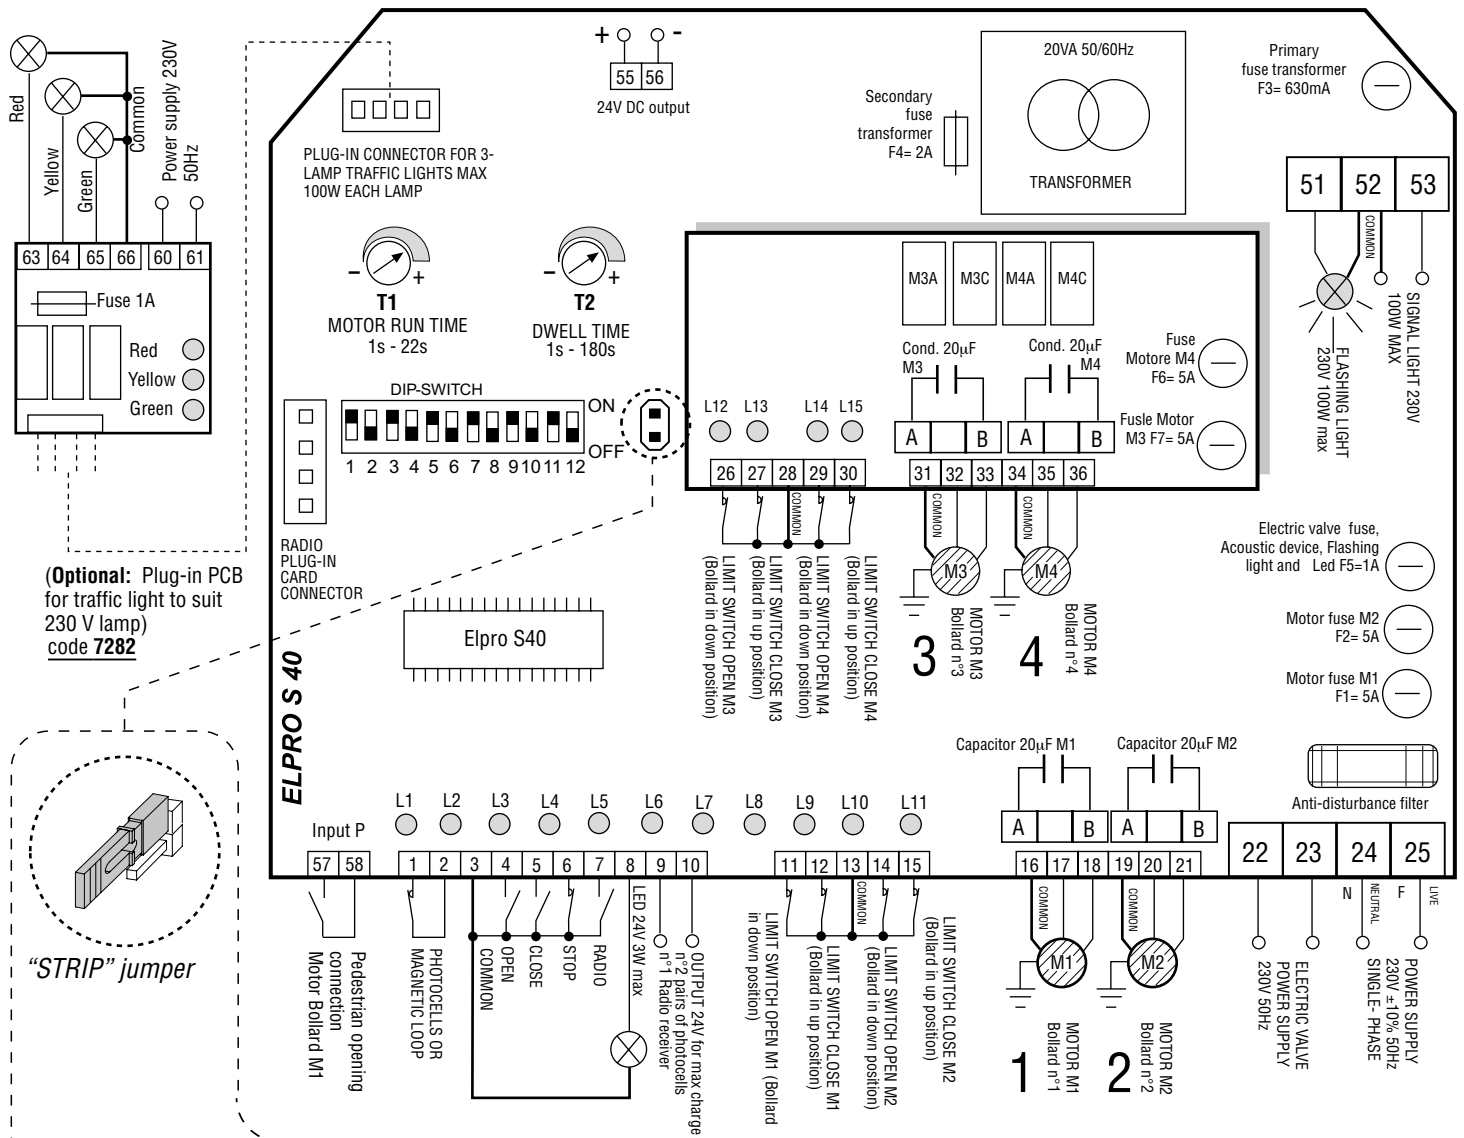 Red
Yellow
Green
Common
Power supply 230V
50Hz
63 64 65 66 60 61
Fuse 1A
Red
Yellow
Green
(Optional: Plug-in PCB
for traffic light to suit
230 V lamp)
code 7282
"STRIP" jumper
PLUG-IN CONNECTOR FOR 3-
LAMP TRAFFIC LIGHTS MAX
100W EACH LAMP
+ -
55 56
24V DC output
20VA 50/60Hz
TRANSFORMER
Secondary
fuse
transformer
F4= 2A
Primary
fuse transformer
F3= 630mA
- +
T1
MOTOR RUN TIME
1s - 22s
- +
T2
DWELL TIME
1s - 180s
DIP-SWITCH
ON
OFF
1 2 3 4 5 6 7 8 9 10 11 12
RADIO
PLUG-IN
CARD
CONNECTOR
Elpro S40
ELPRO S 40
M3A M3C M4A M4C
Cond. 20µF
M3
Cond. 20µF
M4
Fuse
Motore M4
F6= 5A
Fusle Motor
M3 F7= 5A
L12 L13 L14 L15
A B A B
26 27 28 29 30
31 32 33 34 35 36
COMMON
COMMON
COMMON
LIMIT SWITCH OPEN M3
(Bollard in down position)
LIMIT SWITCH CLOSE M3
(Bollard in up position)
LIMIT SWITCH OPEN M4
(Bollard in down position)
LIMIT SWITCH CLOSE M4
(Bollard in up position)
M3
M4
3
MOTOR M3
Bollard n°3
4
MOTOR M4
Bollard n°4
51 52 53
COMMON
FLASHING LIGHT
230V 100W max
SIGNAL LIGHT 230V
100W MAX
Electric valve fuse,
Acoustic device, Flashing
light and Led F5=1A
Motor fuse M2
F2= 5A
Motor fuse M1
F1= 5A
Anti-disturbance filter
Capacitor 20µF M1
Capacitor 20µF M2
Input P
L1 L2 L3 L4 L5 L6 L7 L8 L9 L10 L11
A B A B
57 58
1 2 3 4 5 6 7 8 9 10
11 12 13 14 15
16 17 18 19 20 21
22 23 24 25
Pedestrian opening
connection
Motor Bollard M1
PHOTOCELLS OR
MAGNETIC LOOP
COMMON
OPEN
CLOSE
STOP
RADIO
LED 24V 3W max
OUTPUT 24V for max charge
n°2 pairs of photocells
n°1 Radio receiver
COMMON
LIMIT SWITCH OPEN M1 (Bollard
in down position)
LIMIT SWITCH CLOSE M1
(Bollard in up position)
LIMIT SWITCH OPEN M2
(Bollard in down position)
LIMIT SWITCH CLOSE M2
(Bollard in up position)
COMMON
COMMON
M1
M2
1
MOTOR M1
Bollard n°1
2
MOTOR M2
Bollard n°2
N
NEUTRAL
F
LIVE
ELECTRIC VALVE
POWER SUPPLY
230V 50Hz
POWER SUPPLY
230V ±10% 50Hz
SINGLE- PHASE